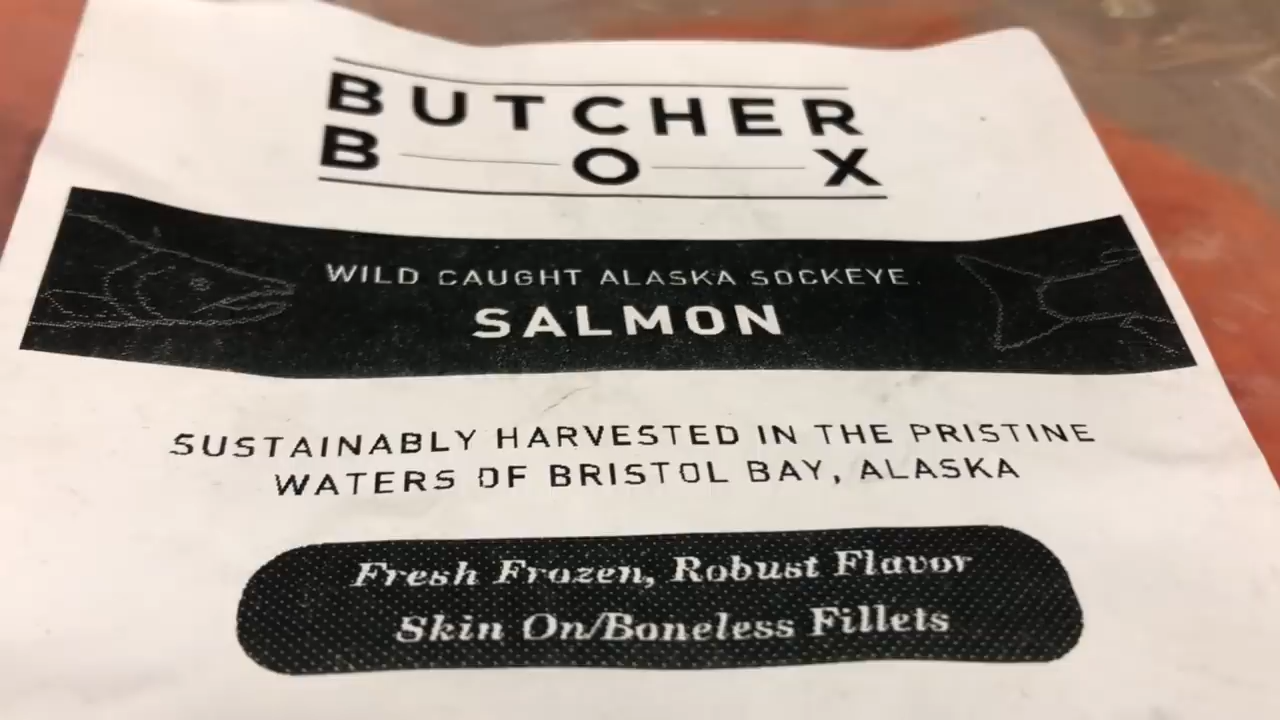 BUTCHER
BOX
WILD CAUGHT ALASKA SOCKEYE
SALMON
SUSTAINABLY HARVESTED IN THE PRISTINE
WATERS OF BRISTOL BAY, ALASKA
Fresh Frozen, Robust Flavor
Skin On/Boneless Fillets